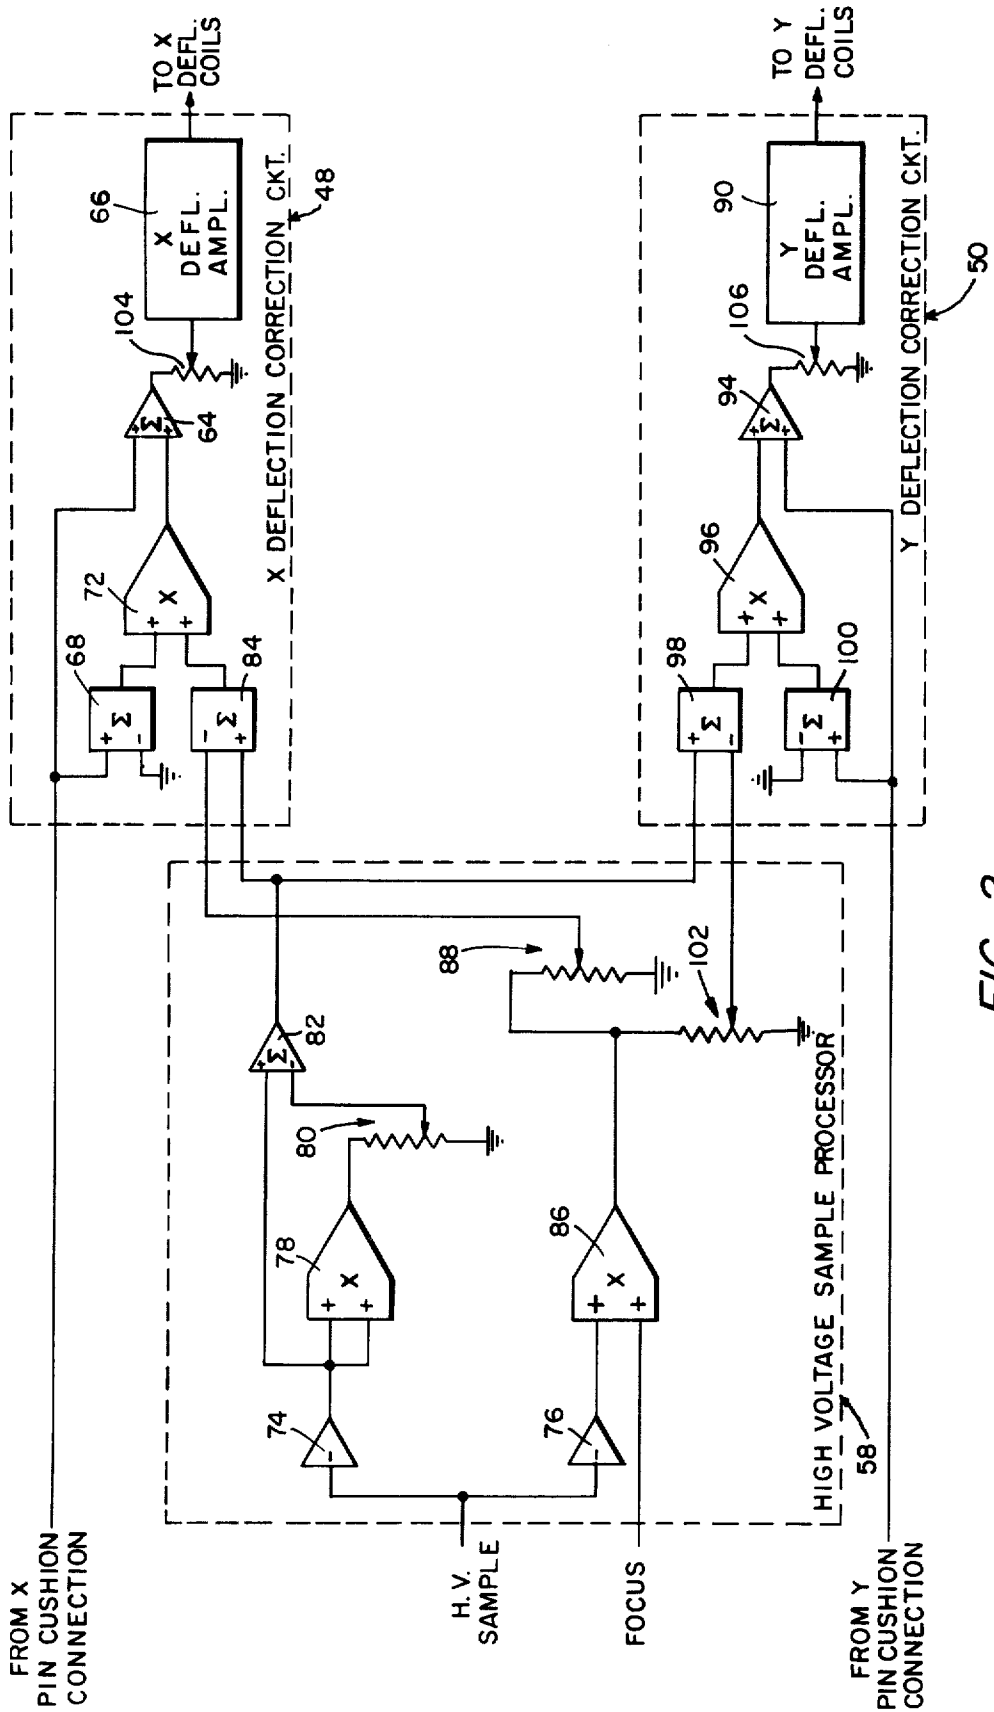 FROM X
PIN CUSHION
CONNECTION
68
Σ
+
-
72
X
+
+
84
Σ
-
+
64
Σ
+
+
104
66
X
DEFL.
AMPL.
TO X
DEFL.
COILS
X DEFLECTION CORRECTION CKT.
48
H.V.
SAMPLE
FOCUS
74
-
78
X
+
+
80
82
Σ
+
-
76
-
86
X
+
+
88
102
HIGH VOLTAGE SAMPLE PROCESSOR
58
98
Σ
+
-
100
Σ
-
+
96
X
+
+
94
Σ
+
+
106
90
Y
DEFL.
AMPL.
TO Y
DEFL.
COILS
Y DEFLECTION CORRECTION CKT.
50
FROM Y
PIN CUSHION
CONNECTION
FIG.